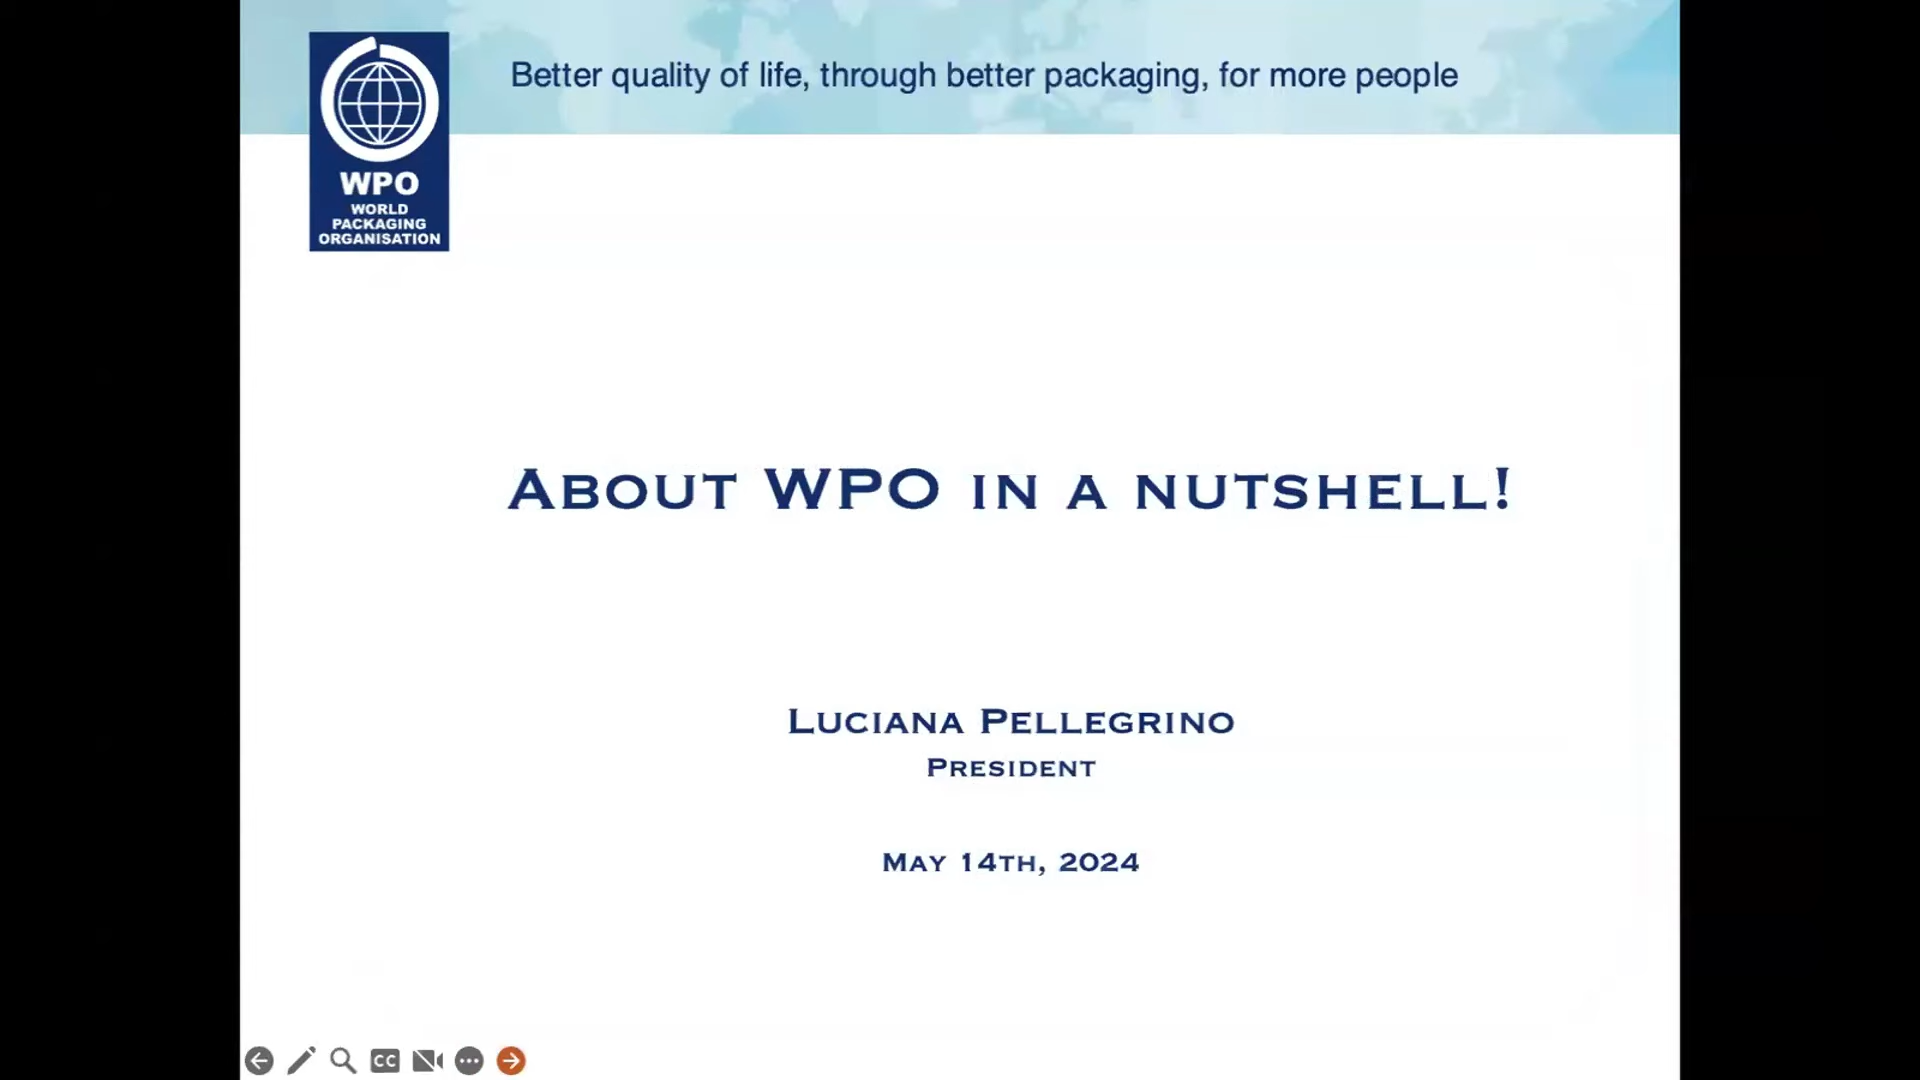 Better quality of life, through better packaging, for more people
WPO
WORLD
PACKAGING
ORGANISATION
ABOUT WPO IN A NUTSHELL!
LUCIANA PELLEGRINO
PRESIDENT
MAY 14TH, 2024
CC